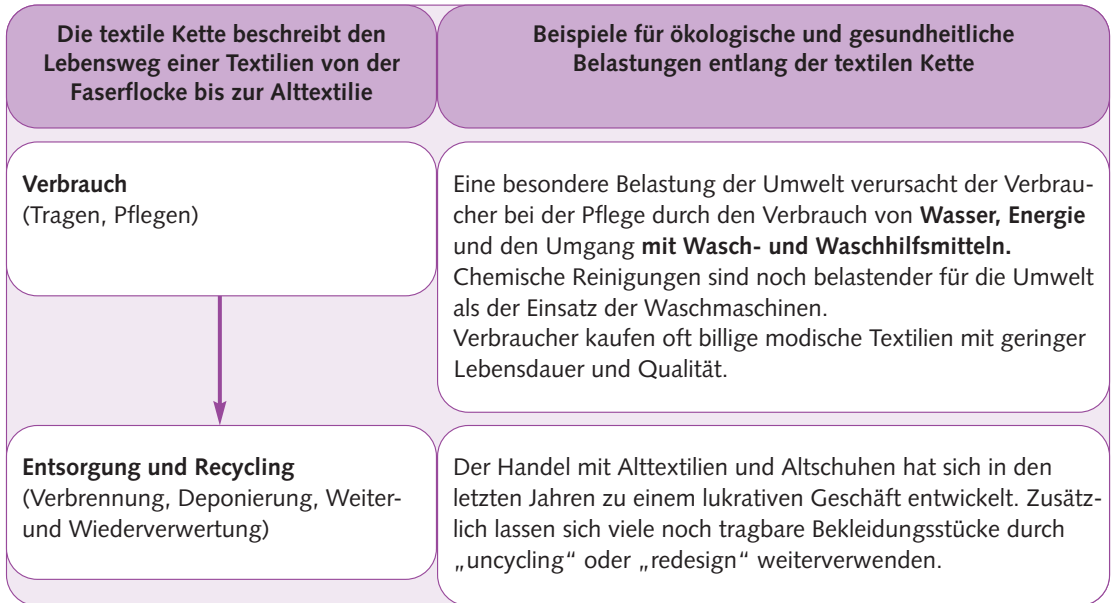 Die textile Kette beschreibt den
Lebensweg einer Textilien von der
Faserflocke bis zur Alttextilie
Beispiele für ökologische und gesundheitliche
Belastungen entlang der textilen Kette
Verbrauch
(Tragen, Pflegen)
Eine besondere Belastung der Umwelt verursacht der Verbrau-
cher bei der Pflege durch den Verbrauch von Wasser, Energie
und den Umgang mit Wasch- und Waschhilfsmitteln.
Chemische Reinigungen sind noch belastender für die Umwelt
als der Einsatz der Waschmaschinen.
Verbraucher kaufen oft billige modische Textilien mit geringer
Lebensdauer und Qualität.
Entsorgung und Recycling
(Verbrennung, Deponierung, Weiter-
und Wiederverwertung)
Der Handel mit Alttextilien und Altschuhen hat sich in den
letzten Jahren zu einem lukrativen Geschäft entwickelt. Zusätz-
lich lassen sich viele noch tragbare Bekleidungsstücke durch
„uncycling“ oder „redesign“ weiterverwenden.